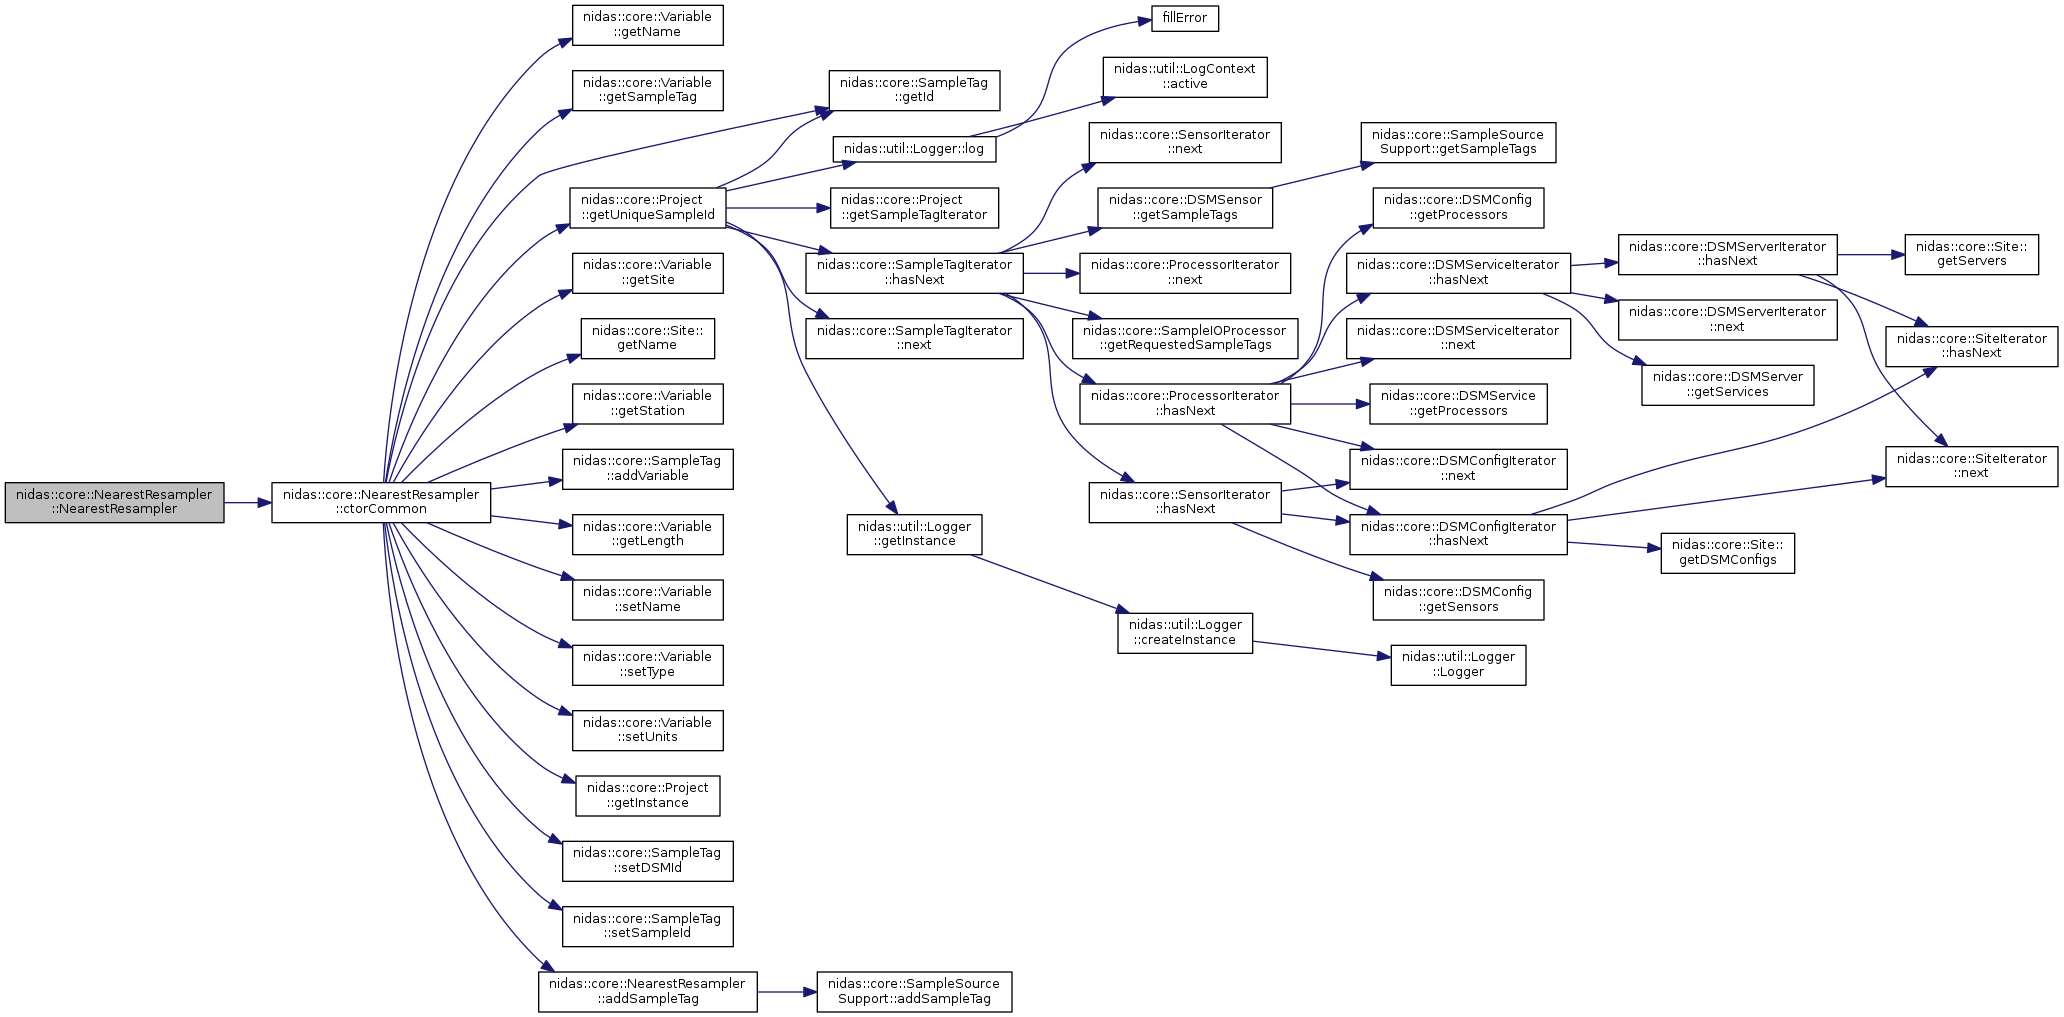 nidas::core::NearestResampler
::NearestResampler
nidas::core::NearestResampler
::ctorCommon
nidas::core::Variable
::getName
nidas::core::Variable
::getSampleTag
nidas::core::Project
::getUniqueSampleId
nidas::core::Variable
::getSite
nidas::core::Site::
getName
nidas::core::Variable
::getStation
nidas::core::SampleTag
::addVariable
nidas::core::Variable
::getLength
nidas::core::Variable
::setName
nidas::core::Variable
::setType
nidas::core::Variable
::setUnits
nidas::core::Project
::getInstance
nidas::core::SampleTag
::setDSMId
nidas::core::SampleTag
::setSampleId
nidas::core::NearestResampler
::addSampleTag
nidas::core::SampleTag
::getId
nidas::util::Logger::log
nidas::core::Project
::getSampleTagIterator
nidas::core::SampleTagIterator
::hasNext
nidas::core::SampleTagIterator
::next
nidas::util::Logger
::getInstance
nidas::core::SampleSource
Support::addSampleTag
fillError
nidas::util::LogContext
::active
nidas::core::SensorIterator
::next
nidas::core::DSMSensor
::getSampleTags
nidas::core::ProcessorIterator
::next
nidas::core::SampleIOProcessor
::getRequestedSampleTags
nidas::core::ProcessorIterator
::hasNext
nidas::core::SensorIterator
::hasNext
nidas::util::Logger
::createInstance
nidas::core::SampleSource
Support::getSampleTags
nidas::core::DSMConfig
::getProcessors
nidas::core::DSMServiceIterator
::hasNext
nidas::core::DSMServiceIterator
::next
nidas::core::DSMService
::getProcessors
nidas::core::DSMConfigIterator
::next
nidas::core::DSMConfigIterator
::hasNext
nidas::core::DSMConfig
::getSensors
nidas::util::Logger
::Logger
nidas::core::DSMServerIterator
::hasNext
nidas::core::DSMServerIterator
::next
nidas::core::DSMServer
::getServices
nidas::core::Site::
getDSMConfigs
nidas::core::Site::
getServers
nidas::core::SiteIterator
::hasNext
nidas::core::SiteIterator
::next